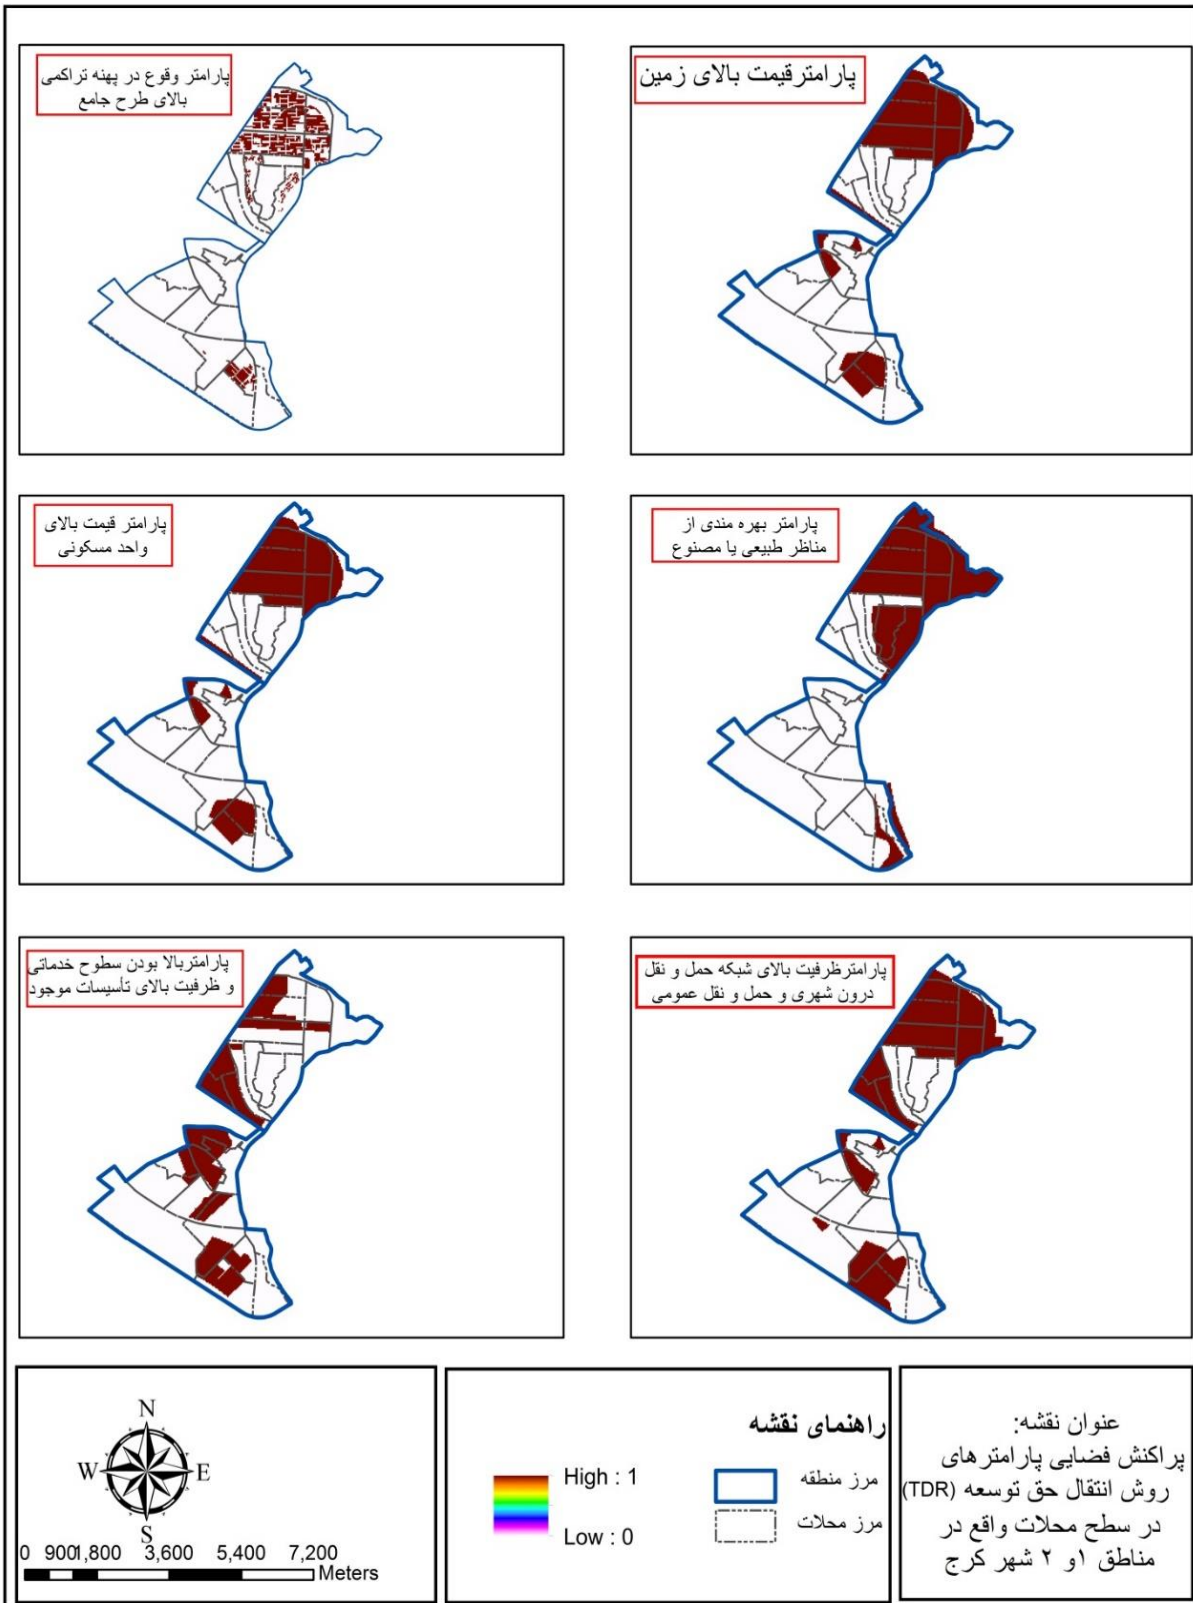 پارامتر قیمت بالای زمین
پارامتر وقوع در پهنه تراکمی
بالای طرح جامع
پارامتر بهره مندی از
مناظر طبیعی یا مصنوع
پارامتر قیمت بالای
واحد مسکونی
پارامترظرفیت بالای شبکه حمل و نقل
درون شهری و حمل و نقل عمومی
پارامتربالا بودن سطوح خدماتی
و ظرفیت بالای تأسیسات موجود
عنوان نقشه:
پراکنش فضایی پارامترهای
روش انتقال حق توسعه (TDR)
در سطح محلات واقع در
مناطق ۱و ۲ شهر کرج
راهنمای نقشه
مرز منطقه
مرز محلات
High : 1
Low : 0
N
W E
S
0 900 1,800 3,600 5,400 7,200
Meters